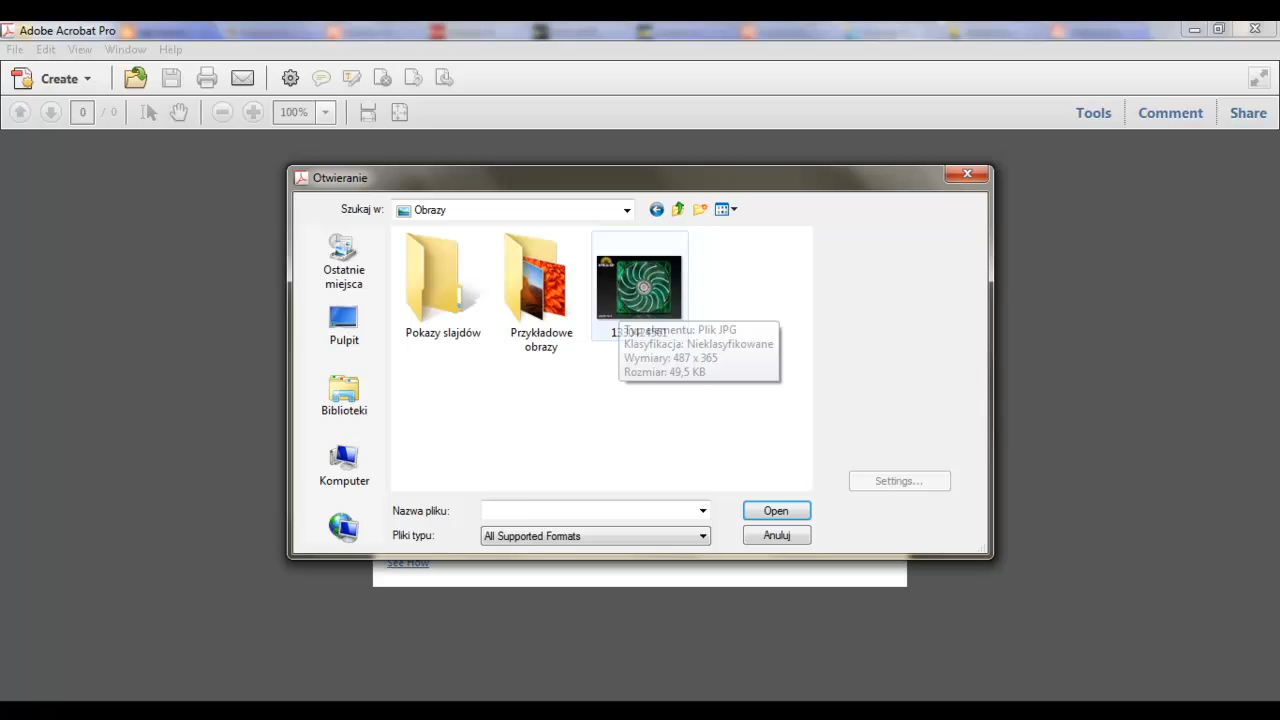 Adobe Acrobat Pro
File Edit View Window Help
Create
0 / 0 100% Tools Comment Share
Otwieranie
Szukaj w: Obrazy
Ostatnie miejsca
Pulpit
Biblioteki
Komputer
Pokazy slajdów
Przykładowe obrazy
Typ elementu: Plik JPG
Klasyfikacja: Nieklasyfikowane
Wymiary: 487 x 365
Rozmiar: 49,5 KB
Settings...
Nazwa pliku: Open
Pliki typu: All Supported Formats Anuluj
See How